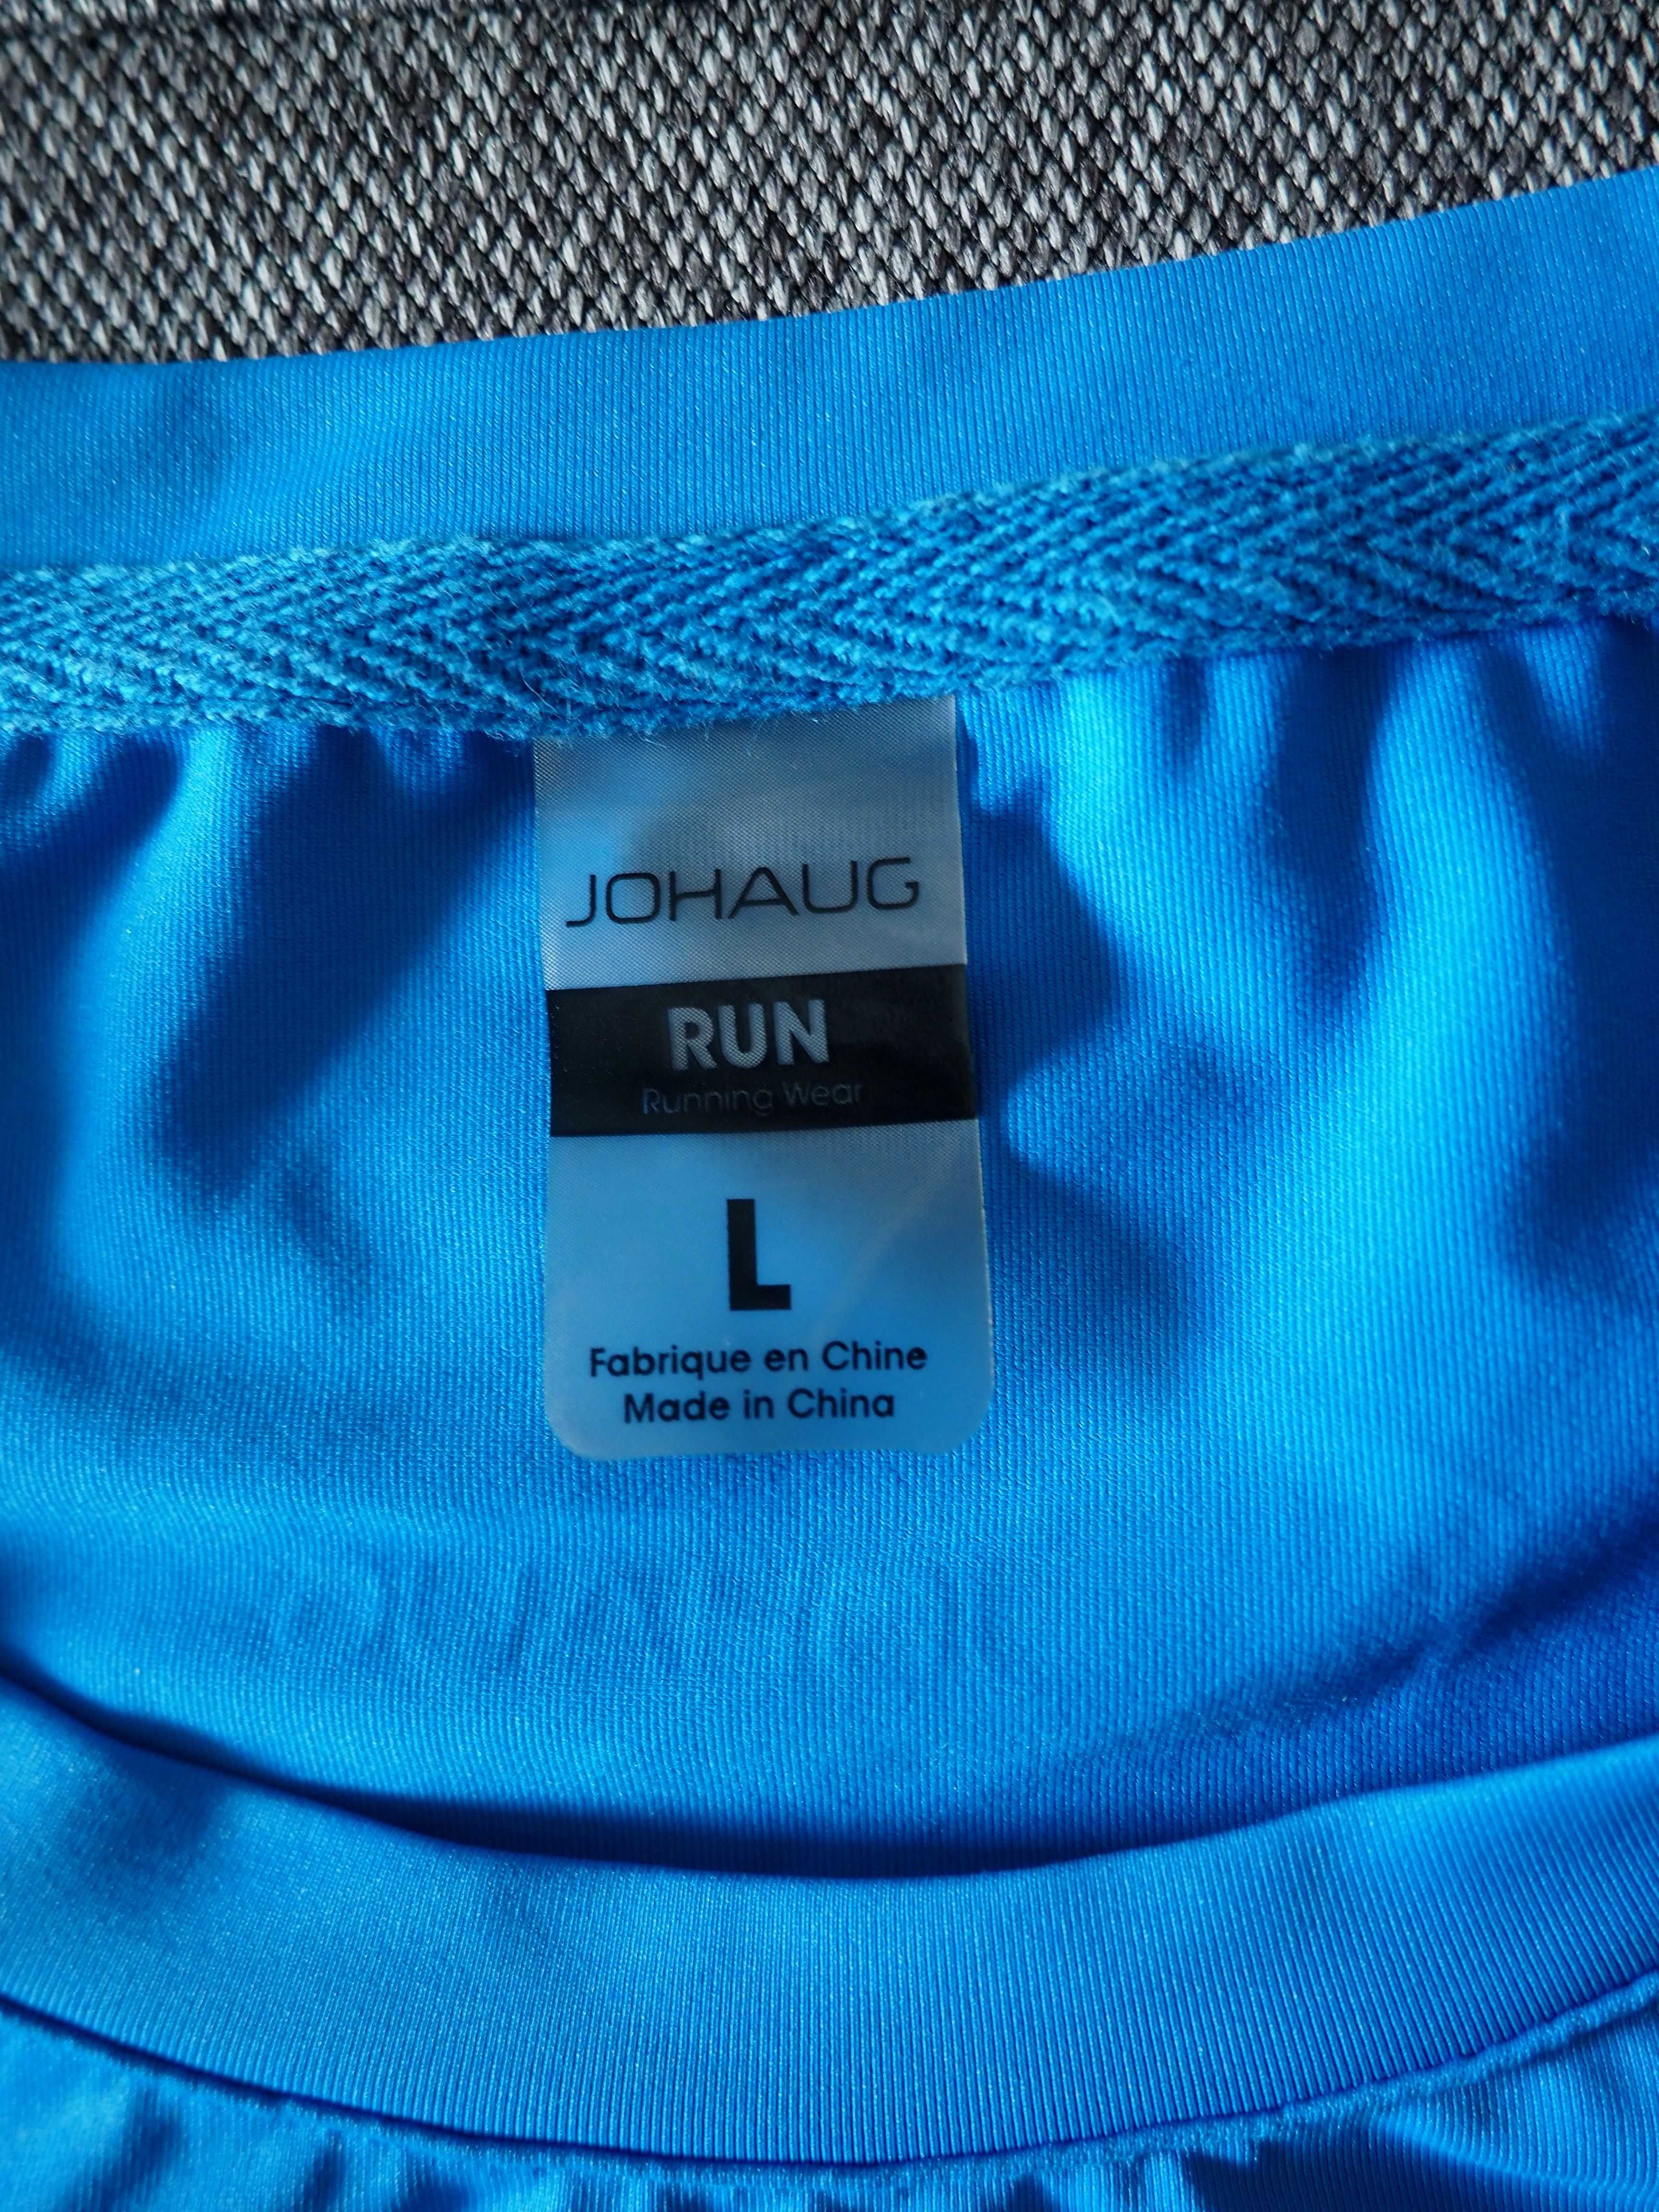 JOHAUG
RUN
Running Wear
L
Fabrique en Chine
Made in China